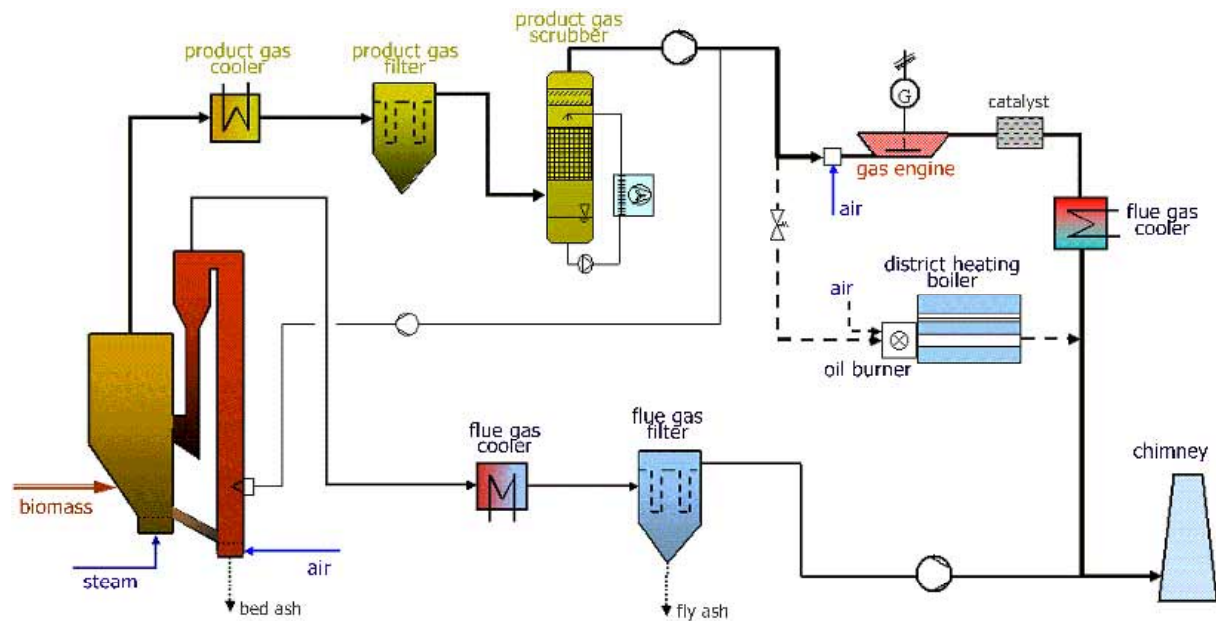 product gas
cooler
product gas
filter
product gas
scrubber
G
catalyst
gas engine
air
flue gas
cooler
district heating
boiler
air
oil burner
flue gas
cooler
flue gas
filter
chimney
biomass
steam
air
bed ash
fly ash